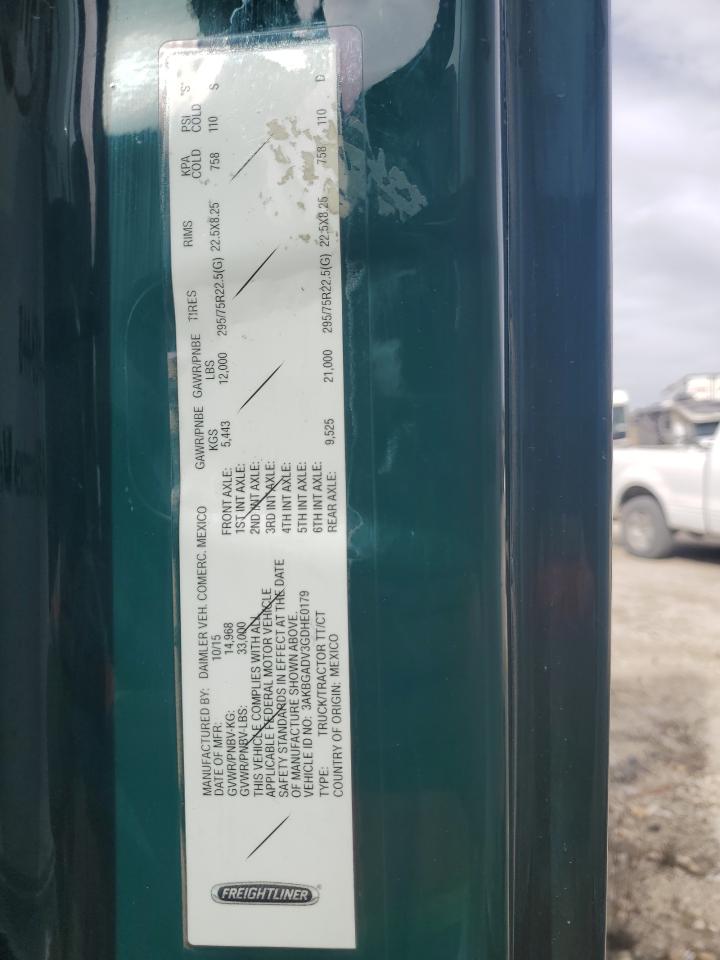 FREIGHTLINER
MANUFACTURED BY: DAIMLER VEH. COMERC. MEXICO
DATE OF MFR: 10/15
GVWR/PNBV-KG: 14,968
GVWR/PNBV-LBS: 33,000
THIS VEHICLE COMPLIES WITH ALL
APPLICABLE FEDERAL MOTOR VEHICLE
SAFETY STANDARDS IN EFFECT AT THE DATE
OF MANUFACTURE SHOWN ABOVE.
VEHICLE ID NO: 3AKBGADV3GDHE0179
TYPE: TRUCK/TRACTOR TT/CT
COUNTRY OF ORIGIN: MEXICO
GAWR/PNBE GAWR/PNBE TIRES RIMS KPA PSI "S"
KGS LBS COLD COLD
FRONT AXLE: 5,443 12,000 295/75R22.5(G) 22.5X8.25 758 110 S
1ST INT AXLE:
2ND INT AXLE:
3RD INT AXLE:
4TH INT AXLE:
5TH INT AXLE:
6TH INT AXLE:
REAR AXLE: 9,525 21,000 295/75R22.5(G) 22.5X8.25 758 110 D